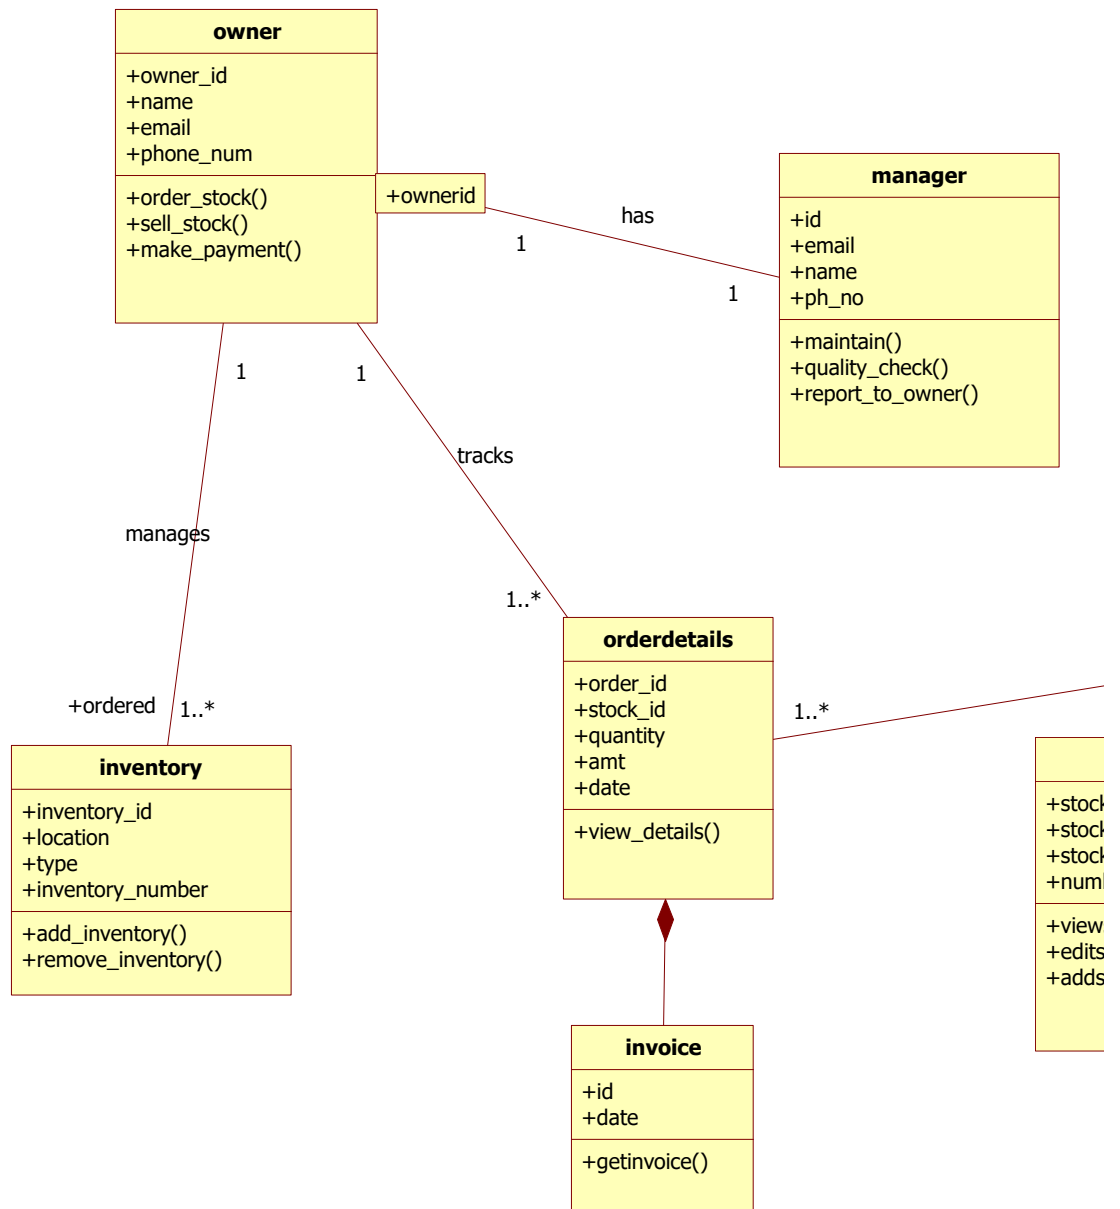 owner
+owner_id
+name
+email
+phone_num
+order_stock()
+sell_stock()
+make_payment()
+ownerid
has
1
1
manager
+id
+email
+name
+ph_no
+maintain()
+quality_check()
+report_to_owner()
1
1
tracks
manages
1..*
+ordered
1..*
inventory
+inventory_id
+location
+type
+inventory_number
+add_inventory()
+remove_inventory()
orderdetails
+order_id
+stock_id
+quantity
+amt
+date
+view_details()
1..*
invoice
+id
+date
+getinvoice()